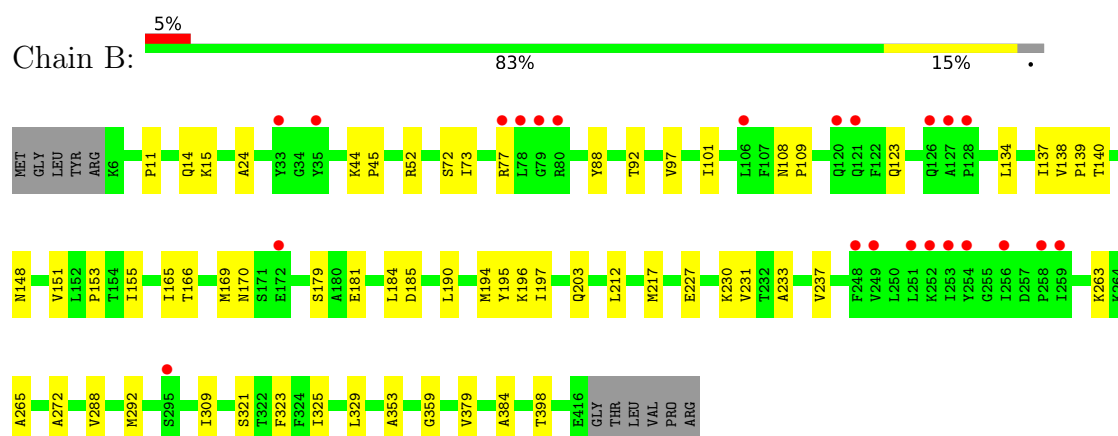 5%
Chain B:
83% 15% •
MET GLY LEU TYR ARG K6 P11 Q14 K15 A24 Y33 G34 Y35 K44 P45 R52 S72 I73 R77 L78 G79 R80 Y88 T92 V97 I101 L106 F107 N108 P109 Q120 Q121 F122 Q123 Q126 A127 P128 L134 I137 V138 P139 T140
N148 V151 L152 P153 T154 I155 I165 T166 M169 N170 S171 E172 S179 A180 E181 L184 D185 L190 M194 Y195 K196 I197 Q203 L212 M217 E227 K230 V231 T232 A233 V237 F248 V249 L250 L251 K252 I253 Y254 G255 I256 D257 P258 I259 K263 K264
A265 A272 V288 M292 S295 I309 S321 T322 F323 F324 I325 L329 A353 G359 V379 A384 T398 E416 GLY THR LEU VAL PRO ARG